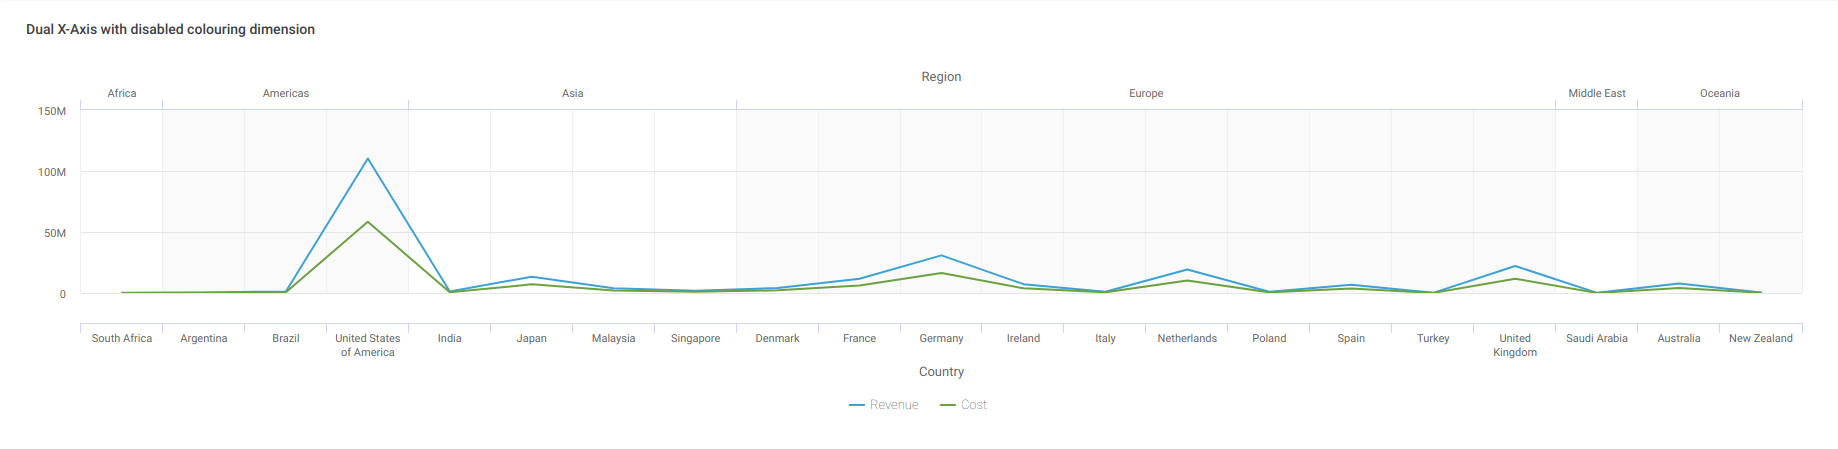 Dual X-Axis with disabled colouring dimension
Region
Africa Americas Asia Europe Middle East Oceania
150M
100M
50M
0
South Africa Argentina Brazil United States India Japan Malaysia Singapore Denmark France Germany Ireland Italy Netherlands Poland Spain Turkey United Saudi Arabia Australia New Zealand
of America Kingdom
Country
Revenue Cost